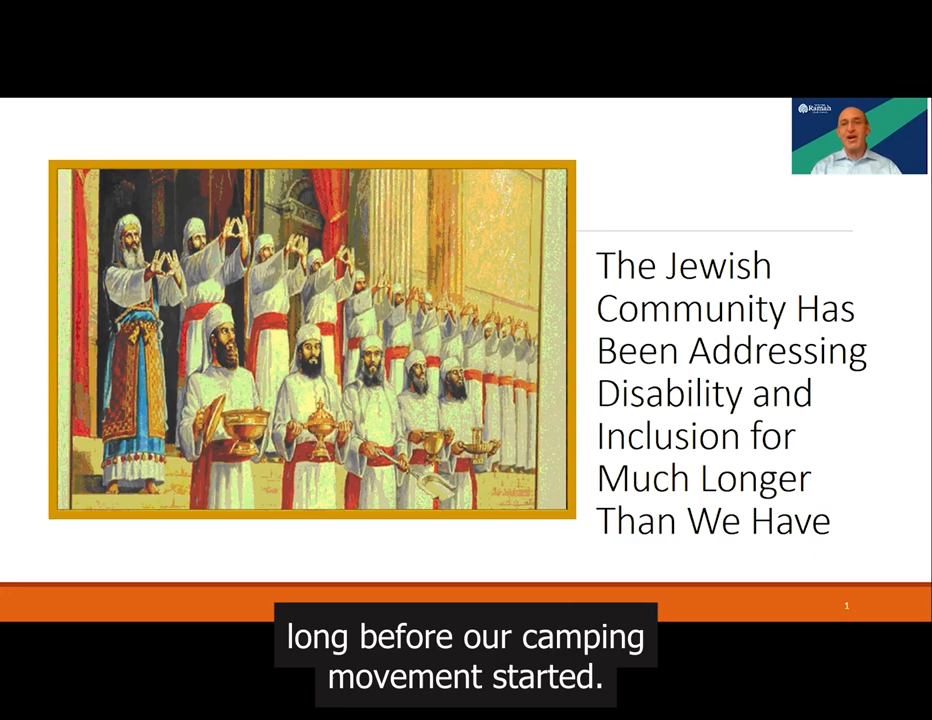 Ramah
The Jewish
Community Has
Been Addressing
Disability and
Inclusion for
Much Longer
Than We Have
1
long before our camping
movement started.